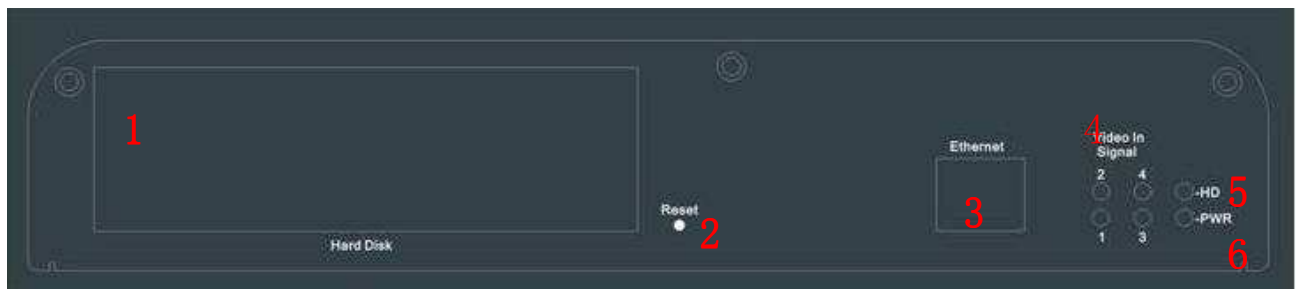 1
Hard Disk
Reset
2
Ethernet
3
4
Video In
Signal
2 4
-HD 5
-PWR
1 3
6